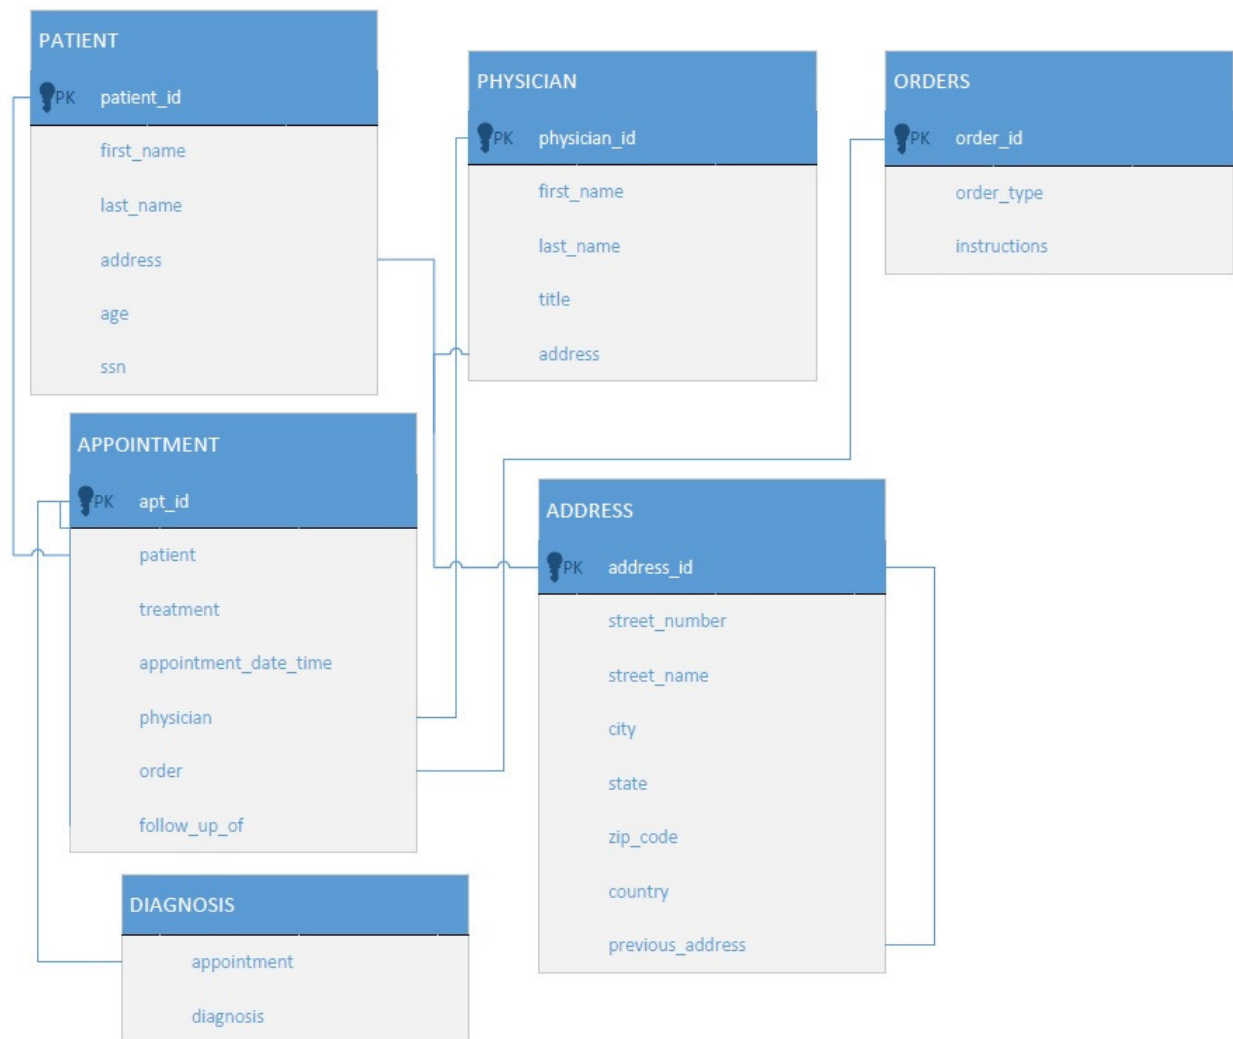 PATIENT
PK patient_id
first_name
last_name
address
age
ssn
PHYSICIAN
PK physician_id
first_name
last_name
title
address
ORDERS
PK order_id
order_type
instructions
APPOINTMENT
PK apt_id
patient
treatment
appointment_date_time
physician
order
follow_up_of
ADDRESS
PK address_id
street_number
street_name
city
state
zip_code
country
previous_address
DIAGNOSIS
appointment
diagnosis